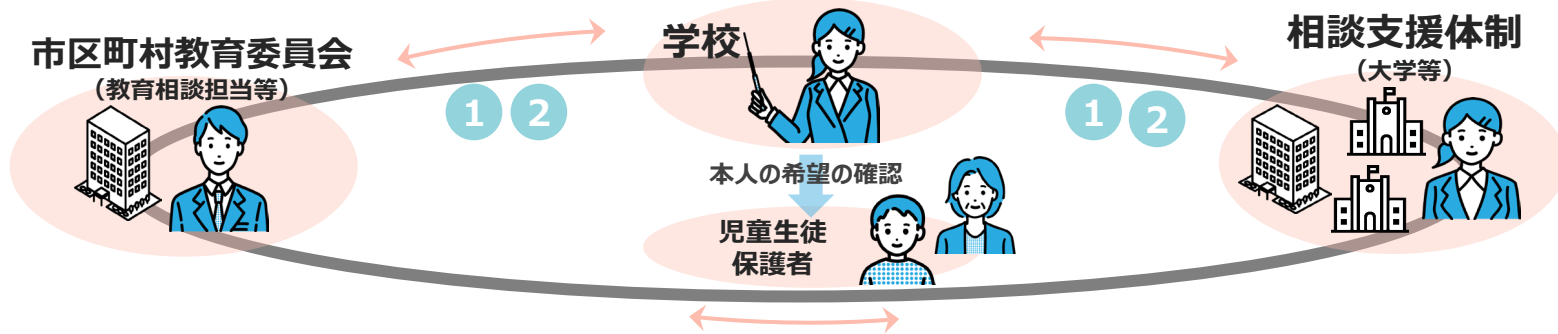 市区町村教育委員会
（教育相談担当等）
1 2
学校
1 2
相談支援体制
（大学等）
本人の希望の確認
児童生徒
保護者